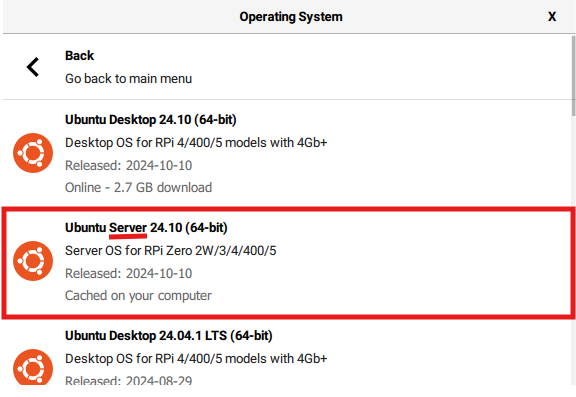 Operating System X
Back
Go back to main menu
Ubuntu Desktop 24.10 (64-bit)
Desktop OS for RPi 4/400/5 models with 4Gb+
Released: 2024-10-10
Online - 2.7 GB download
Ubuntu Server 24.10 (64-bit)
Server OS for RPi Zero 2W/3/4/400/5
Released: 2024-10-10
Cached on your computer
Ubuntu Desktop 24.04.1 LTS (64-bit)
Desktop OS for RPi 4/400/5 models with 4Gb+
Released: 2024-08-29